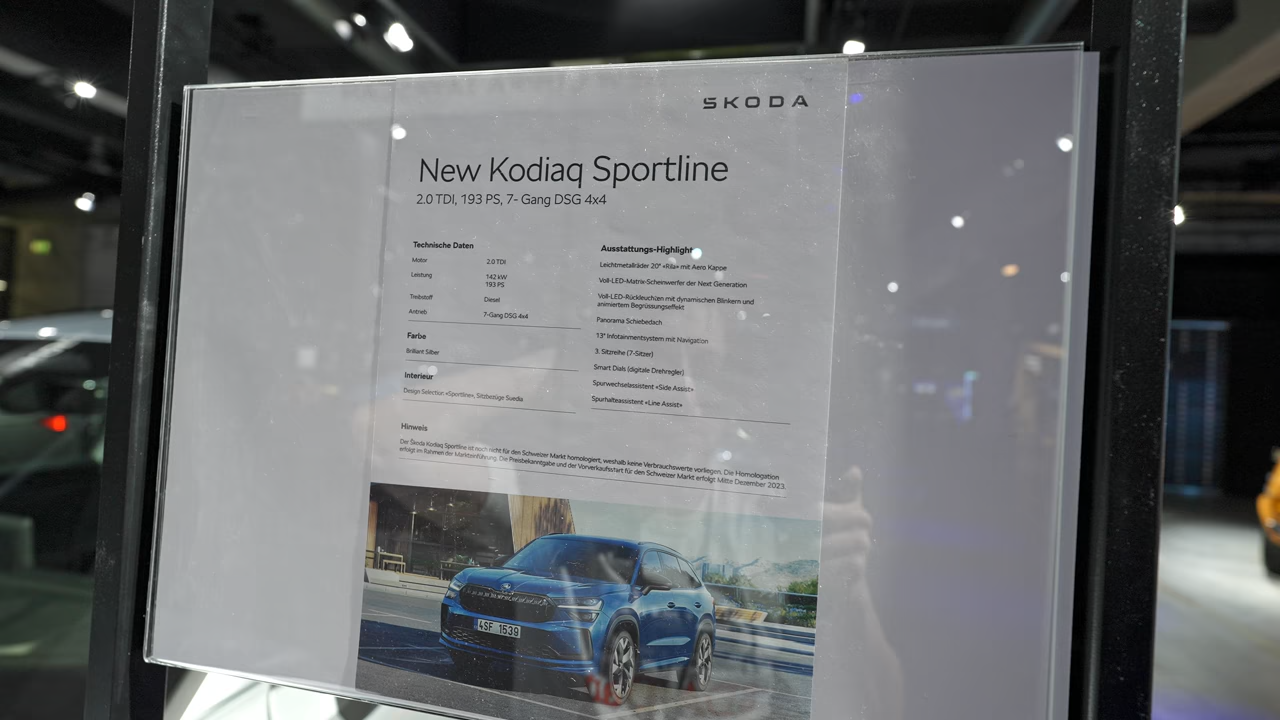 SKODA
New Kodiaq Sportline
2.0 TDI, 193 PS, 7- Gang DSG 4x4
Technische Daten
Motor 2.0 TDI
Leistung 142 kW
193 PS
Treibstoff Diesel
Antrieb 7-Gang DSG 4x4
Farbe
Brilliant Silber
Interieur
Design Selection «Sportline», Sitzbezüge Suedia
Ausstattungs-Highlight
Leichtmetallräder 20" «Rila» mit Aero Kappe
Voll-LED-Matrix-Scheinwerfer der Next Generation
Voll-LED-Rückleuchten mit dynamischen Blinkern und
animiertem Begrüssungseffekt
Panorama Schiebedach
13" Infotainmentsystem mit Navigation
3. Sitzreihe (7-Sitzer)
Smart Dials (digitale Drehregler)
Spurwechselassistent «Side Assist»
Spurhalteassistent «Line Assist»
Hinweis
Der Škoda Kodiaq Sportline ist noch nicht für den Schweizer Markt homologiert, weshalb keine Verbrauchswerte vorliegen. Die Homologation
erfolgt im Rahmen der Markteinführung. Die Preisbekanntgabe und der Vorverkaufsstart für den Schweizer Markt erfolgt Mitte Dezember 2023.
4SF 1539